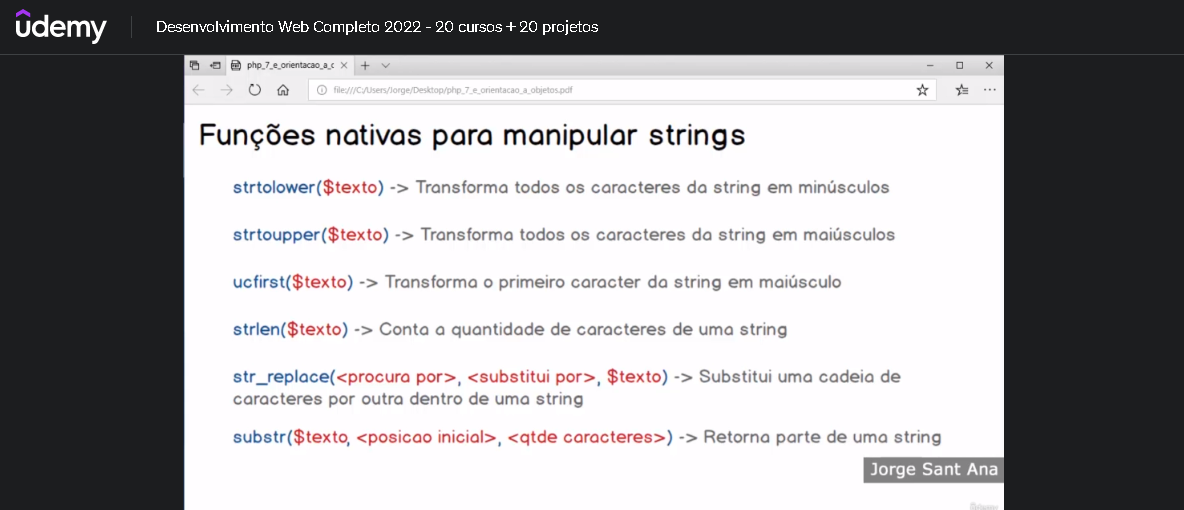 ûdemy
Desenvolvimento Web Completo 2022 - 20 cursos + 20 projetos
php_7_e_orientacao_a_c
file:///C:/Users/Jorge/Desktop/php_7_e_orientacao_a_objetos.pdf
Funções nativas para manipular strings
strtolower($texto) -> Transforma todos os caracteres da string em minúsculos
strtoupper($texto) -> Transforma todos os caracteres da string em maiúsculos
ucfirst($texto) -> Transforma o primeiro caracter da string em maiúsculo
strlen($texto) -> Conta a quantidade de caracteres de uma string
str_replace(<procura por>, <substitui por>, $texto) -> Substitui uma cadeia de
caracteres por outra dentro de uma string
substr($texto, <posicao inicial>, <qtde caracteres>) -> Retorna parte de uma string
Jorge Sant Ana